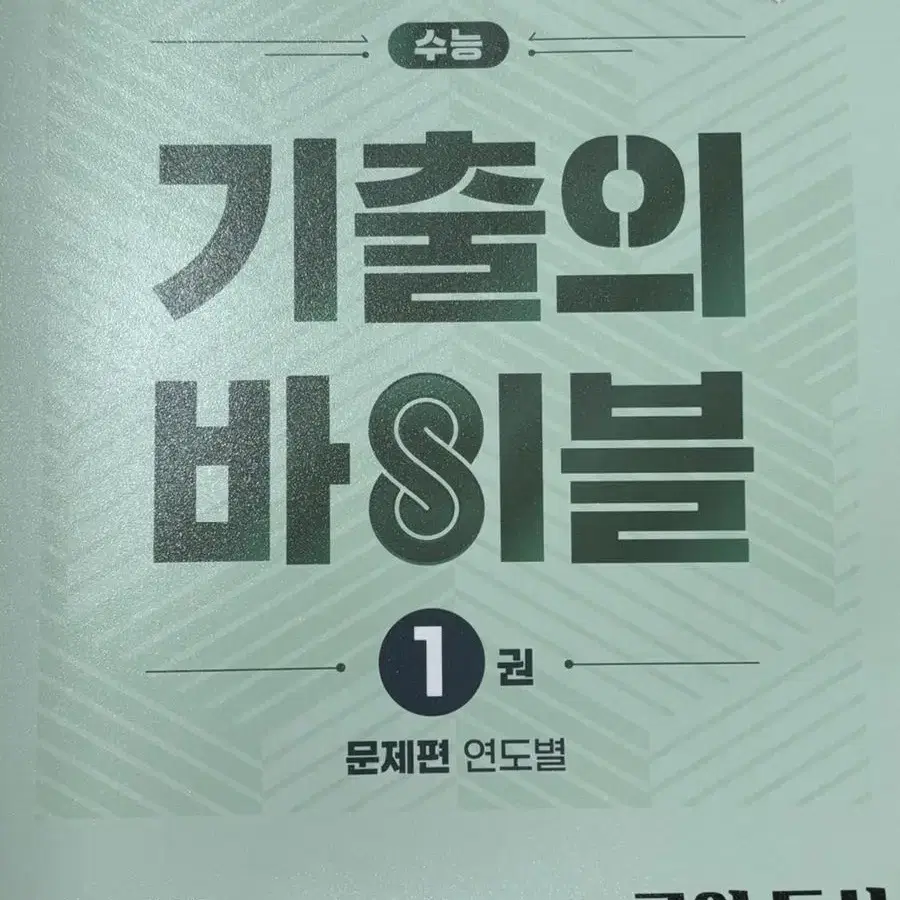 수능
기출의
바이블
1권
문제편 연도별